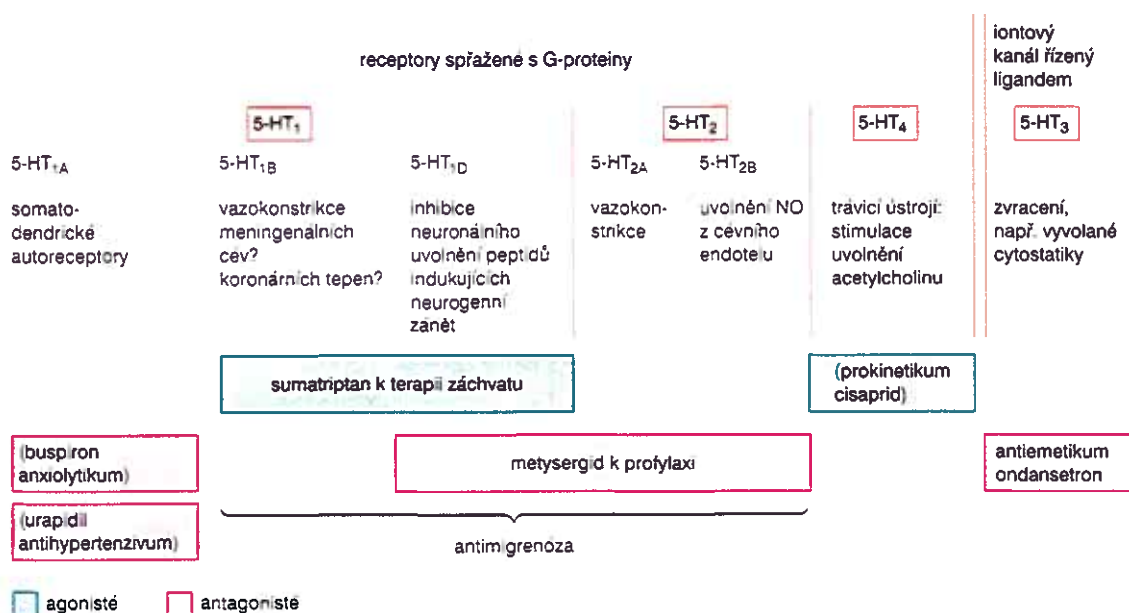 receptory spřažené s G-proteiny
iontový
kanál řízený
ligandem
5-HT₁
5-HT₂
5-HT₄
5-HT₃
5-HT₁A
somato-
dendrické
autoreceptory
5-HT₁B
vazokonstrikce
meningenálních
cév?
koronárních tepen?
5-HT₁D
inhibice
neuronálního
uvolnění peptidů
indukujících
neurogenní
zánět
5-HT₂A
vazokon-
strikce
5-HT₂B
uvolnění NO
z cévního
endotelu
trávicí ústrojí:
stimulace
uvolnění
acetylcholinu
zvracení,
např. vyvolané
cytostatiky
sumatriptan k terapii záchvatu
(prokinetikum
cisaprid)
(buspiron
anxiolytikum)
metysergid k profylaxi
antiemetikum
ondansetron
(urapidil
antihypertenzivum)
antimigrenóza
agonisté
antagonisté